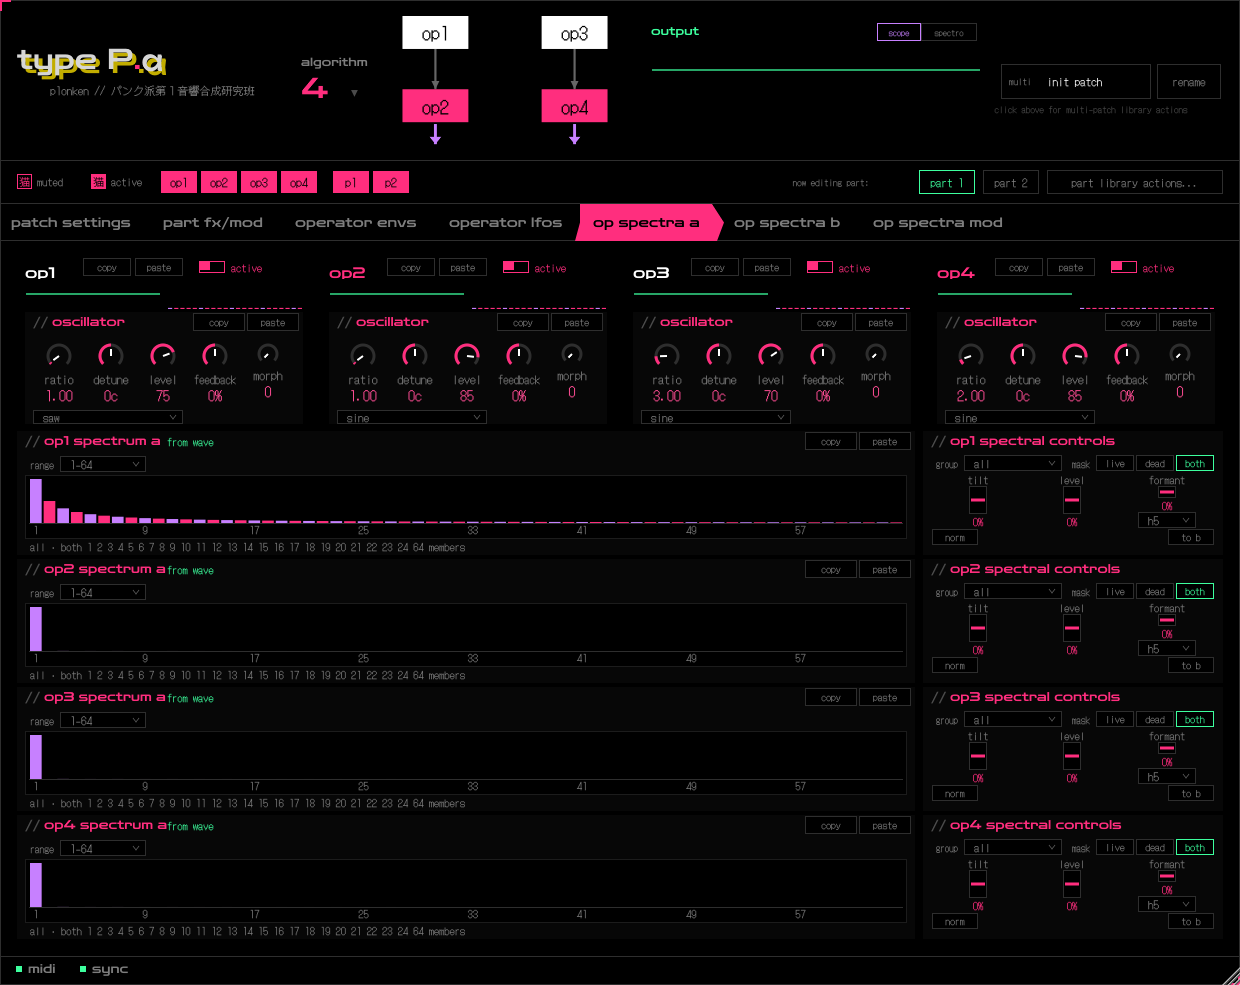 type P.a
plonken // パンク派第1音響合成研究班
algorithm
4
op1
op2
op3
op4
output
scope
spectro
multi
init patch
rename
click above for multi-patch library actions
猫 muted
猫 active
op1 op2 op3 op4 p1 p2
now editing part:
part 1
part 2
part library actions...
patch settings
part fx/mod
operator envs
operator lfos
op spectra a
op spectra b
op spectra mod
op1 copy paste active
op2 copy paste active
op3 copy paste active
op4 copy paste active
// oscillator copy paste
ratio detune level feedback morph
1.00 0c 75 0% 0
saw
// oscillator copy paste
ratio detune level feedback morph
1.00 0c 85 0% 0
sine
// oscillator copy paste
ratio detune level feedback morph
3.00 0c 70 0% 0
sine
// oscillator copy paste
ratio detune level feedback morph
2.00 0c 85 0% 0
sine
// op1 spectrum a from wave copy paste
range 1-64
1 9 17 25 33 41 49 57
all · both 1 2 3 4 5 6 7 8 9 10 11 12 13 14 15 16 17 18 19 20 21 22 23 24 64 members
// op1 spectral controls
group all mask live dead both
tilt level formant
0% 0% 0%
h5
norm to b
// op2 spectrum a from wave copy paste
range 1-64
1 9 17 25 33 41 49 57
all · both 1 2 3 4 5 6 7 8 9 10 11 12 13 14 15 16 17 18 19 20 21 22 23 24 64 members
// op2 spectral controls
group all mask live dead both
tilt level formant
0% 0% 0%
h5
norm to b
// op3 spectrum a from wave copy paste
range 1-64
1 9 17 25 33 41 49 57
all · both 1 2 3 4 5 6 7 8 9 10 11 12 13 14 15 16 17 18 19 20 21 22 23 24 64 members
// op3 spectral controls
group all mask live dead both
tilt level formant
0% 0% 0%
h5
norm to b
// op4 spectrum a from wave copy paste
range 1-64
1 9 17 25 33 41 49 57
all · both 1 2 3 4 5 6 7 8 9 10 11 12 13 14 15 16 17 18 19 20 21 22 23 24 64 members
// op4 spectral controls
group all mask live dead both
tilt level formant
0% 0% 0%
h5
norm to b
midi sync